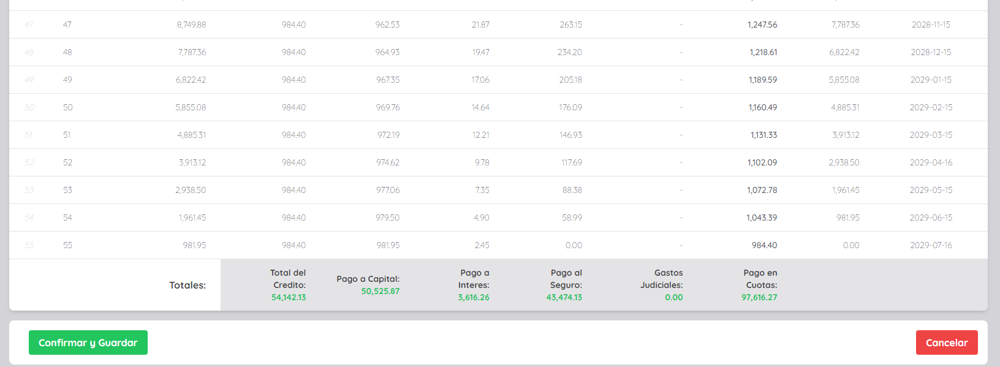 47 47 8,749.88 984.40 962.53 21.87 263.15 - 1,247.56 7,787.36 2028-11-15
48 48 7,787.36 984.40 964.93 19.47 234.20 - 1,218.61 6,822.42 2028-12-15
49 49 6,822.42 984.40 967.35 17.06 205.18 - 1,189.59 5,855.08 2029-01-15
50 50 5,855.08 984.40 969.76 14.64 176.09 - 1,160.49 4,885.31 2029-02-15
51 51 4,885.31 984.40 972.19 12.21 146.93 - 1,131.33 3,913.12 2029-03-15
52 52 3,913.12 984.40 974.62 9.78 117.69 - 1,102.09 2,938.50 2029-04-16
53 53 2,938.50 984.40 977.06 7.35 88.38 - 1,072.78 1,961.45 2029-05-15
54 54 1,961.45 984.40 979.50 4.90 58.99 - 1,043.39 981.95 2029-06-15
55 55 981.95 984.40 981.95 2.45 0.00 - 984.40 0.00 2029-07-16
Totales:
Total del
Credito:
54,142.13
Pago a Capital:
50,525.87
Pago a
Interes:
3,616.26
Pago al
Seguro:
43,474.13
Gastos
Judiciales:
0.00
Pago en
Cuotas:
97,616.27
Confirmar y Guardar
Cancelar